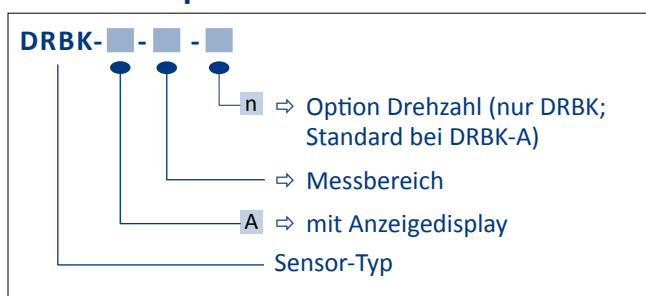 DRBK- - -
n ⇨ Option Drehzahl (nur DRBK;
Standard bei DRBK-A)
⇨ Messbereich
A ⇨ mit Anzeigedisplay
Sensor-Typ